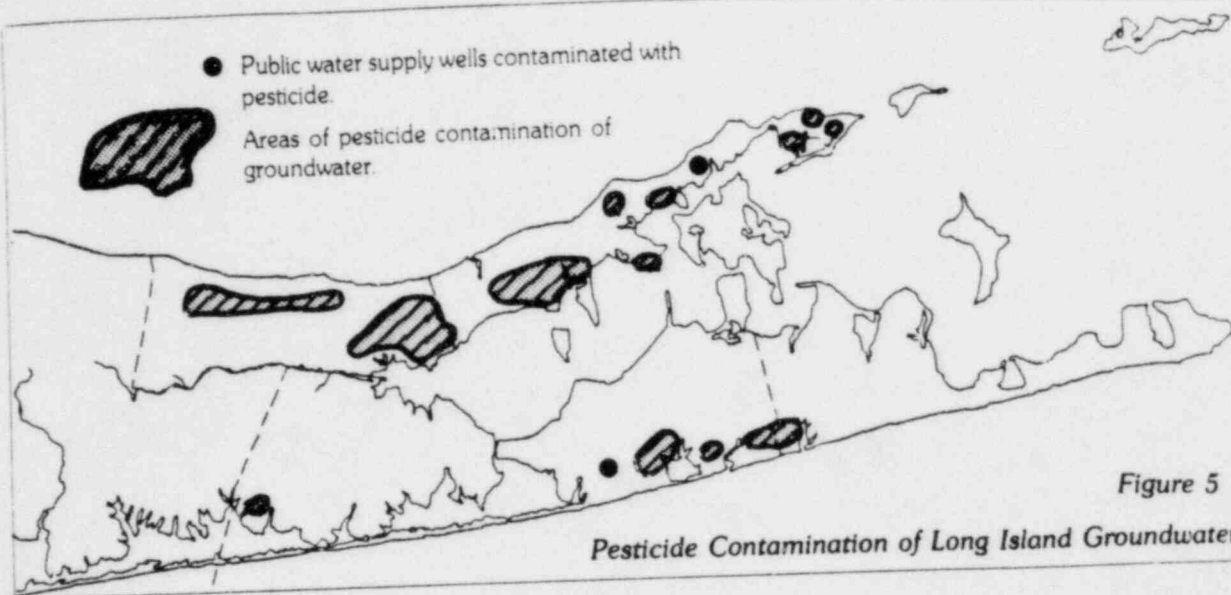 Public water supply wells contaminated with
pesticide.
Areas of pesticide contamination of
groundwater.
Figure 5
Pesticide Contamination of Long Island Groundwater